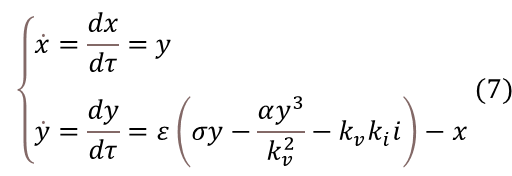 ẋ = dx/dτ = y
ẏ = dy/dτ = ε(σy − αy³/k_v² − k_v k_i i) − x (7)